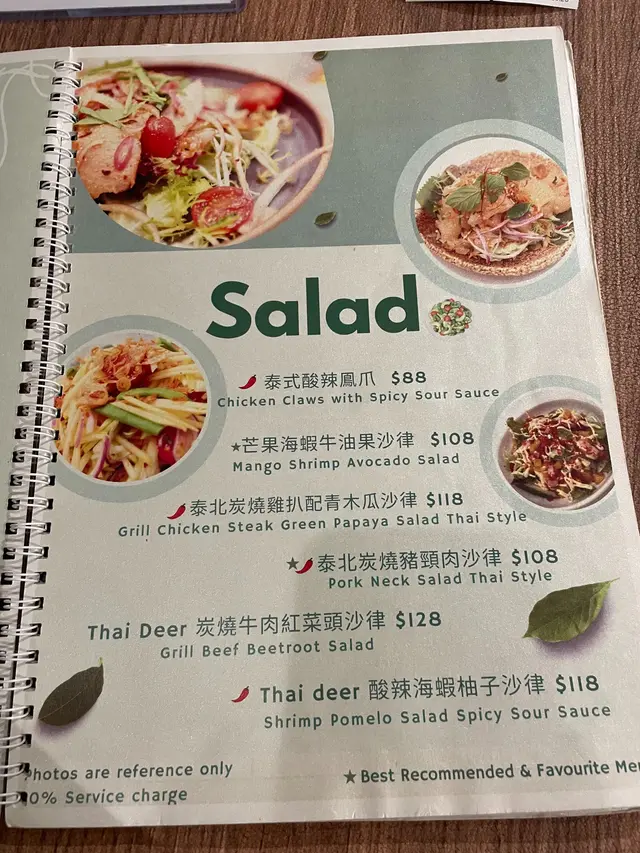 Salad
泰式酸辣鳳爪 $88
Chicken Claws with Spicy Sour Sauce
★芒果海蝦牛油果沙律 $108
Mango Shrimp Avocado Salad
泰北炭燒雞扒配青木瓜沙律 $118
Grill Chicken Steak Green Papaya Salad Thai Style
★泰北炭燒豬頸肉沙律 $108
Pork Neck Salad Thai Style
Thai Deer 炭燒牛肉紅菜頭沙律 $128
Grill Beef Beetroot Salad
Thai deer 酸辣海蝦柚子沙律 $118
Shrimp Pomelo Salad Spicy Sour Sauce
Photos are reference only
10% Service charge
★Best Recommended & Favourite